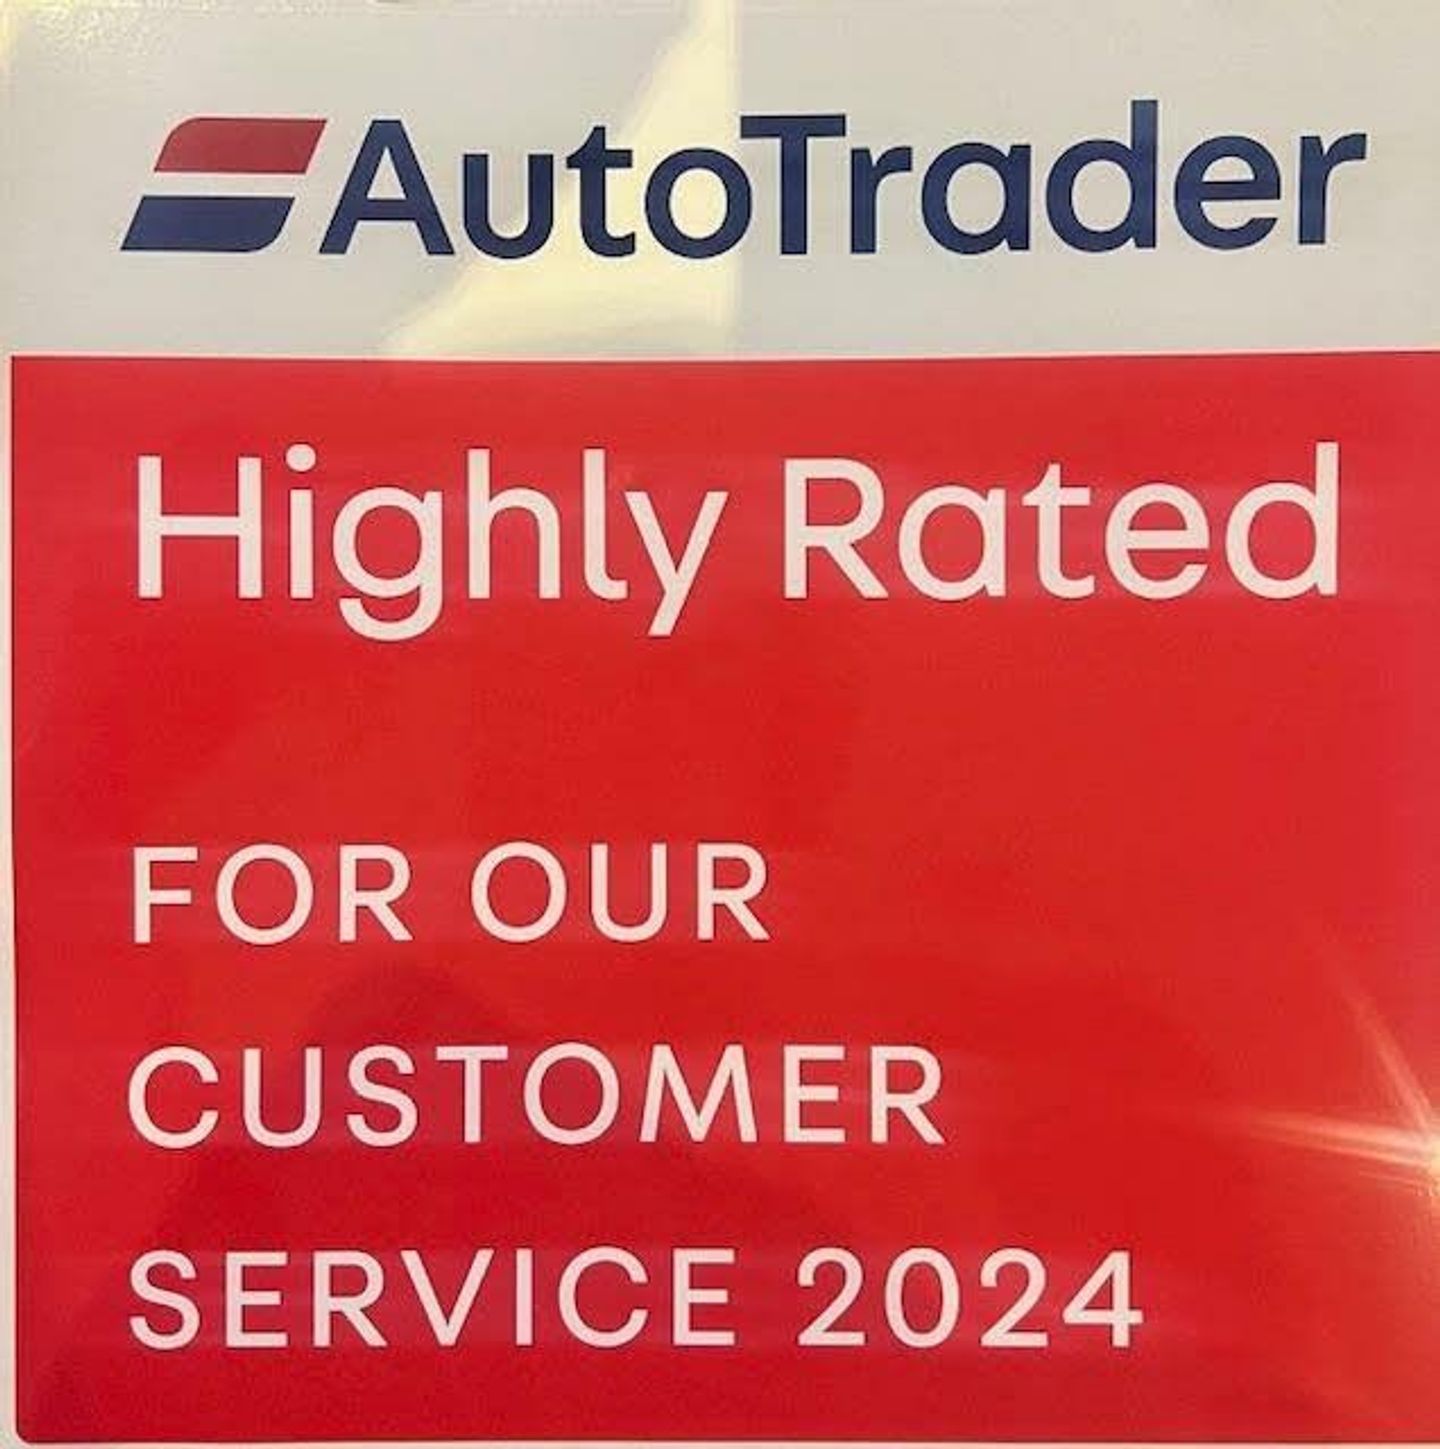 AutoTrader
Highly Rated
FOR OUR
CUSTOMER
SERVICE 2024